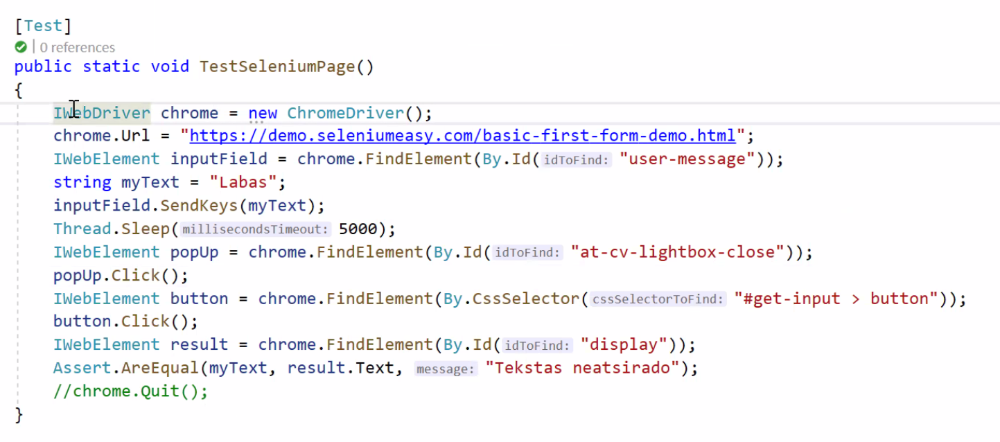 [Test]
0 references
public static void TestSeleniumPage()
{
IWebDriver chrome = new ChromeDriver();
chrome.Url = "https://demo.seleniumeasy.com/basic-first-form-demo.html";
IWebElement inputField = chrome.FindElement(By.Id(idToFind: "user-message"));
string myText = "Labas";
inputField.SendKeys(myText);
Thread.Sleep(millisecondsTimeout: 5000);
IWebElement popUp = chrome.FindElement(By.Id(idToFind: "at-cv-lightbox-close"));
popUp.Click();
IWebElement button = chrome.FindElement(By.CssSelector(cssSelectorToFind: "#get-input > button"));
button.Click();
IWebElement result = chrome.FindElement(By.Id(idToFind: "display"));
Assert.AreEqual(myText, result.Text, message: "Tekstas neatsirado");
//chrome.Quit();
}